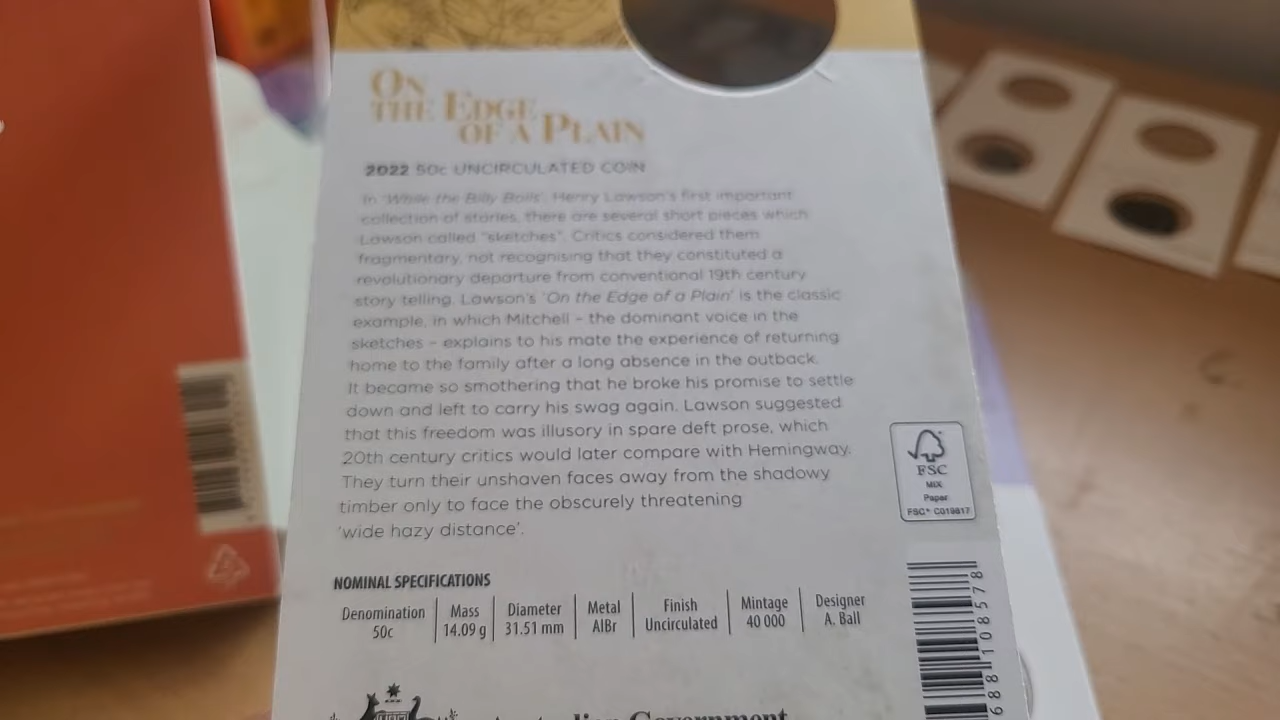 ON
THE EDGE
OF A PLAIN
2022 50c UNCIRCULATED COIN
In 'While the Billy Boils', Henry Lawson's first important
collection of stories, there are several short pieces which
Lawson called "sketches". Critics considered them
fragmentary, not recognising that they constituted a
revolutionary departure from conventional 19th century
story telling. Lawson's 'On the Edge of a Plain' is the classic
example, in which Mitchell – the dominant voice in the
sketches – explains to his mate the experience of returning
home to the family after a long absence in the outback.
It became so smothering that he broke his promise to settle
down and left to carry his swag again. Lawson suggested
that this freedom was illusory in spare deft prose, which
20th century critics would later compare with Hemingway.
They turn their unshaven faces away from the shadowy
timber only to face the obscurely threatening
'wide hazy distance'.
FSC
MIX
Paper
FSC® C019817
NOMINAL SPECIFICATIONS
Denomination Mass Diameter Metal Finish Mintage Designer
50c 14.09 g 31.51 mm AlBr Uncirculated 40 000 A. Ball
688 108578
Government